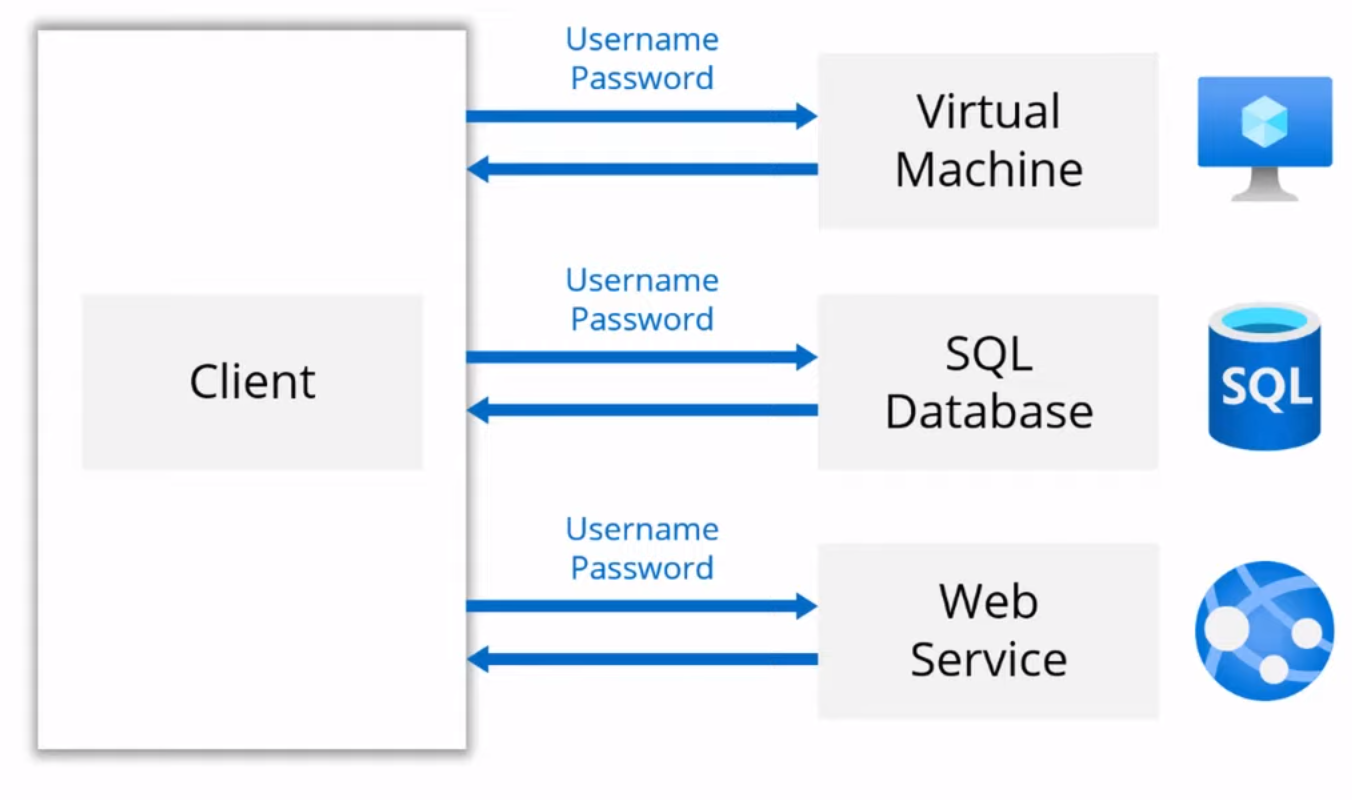 Username
Password
Virtual
Machine
Client
Username
Password
SQL
Database
SQL
Username
Password
Web
Service